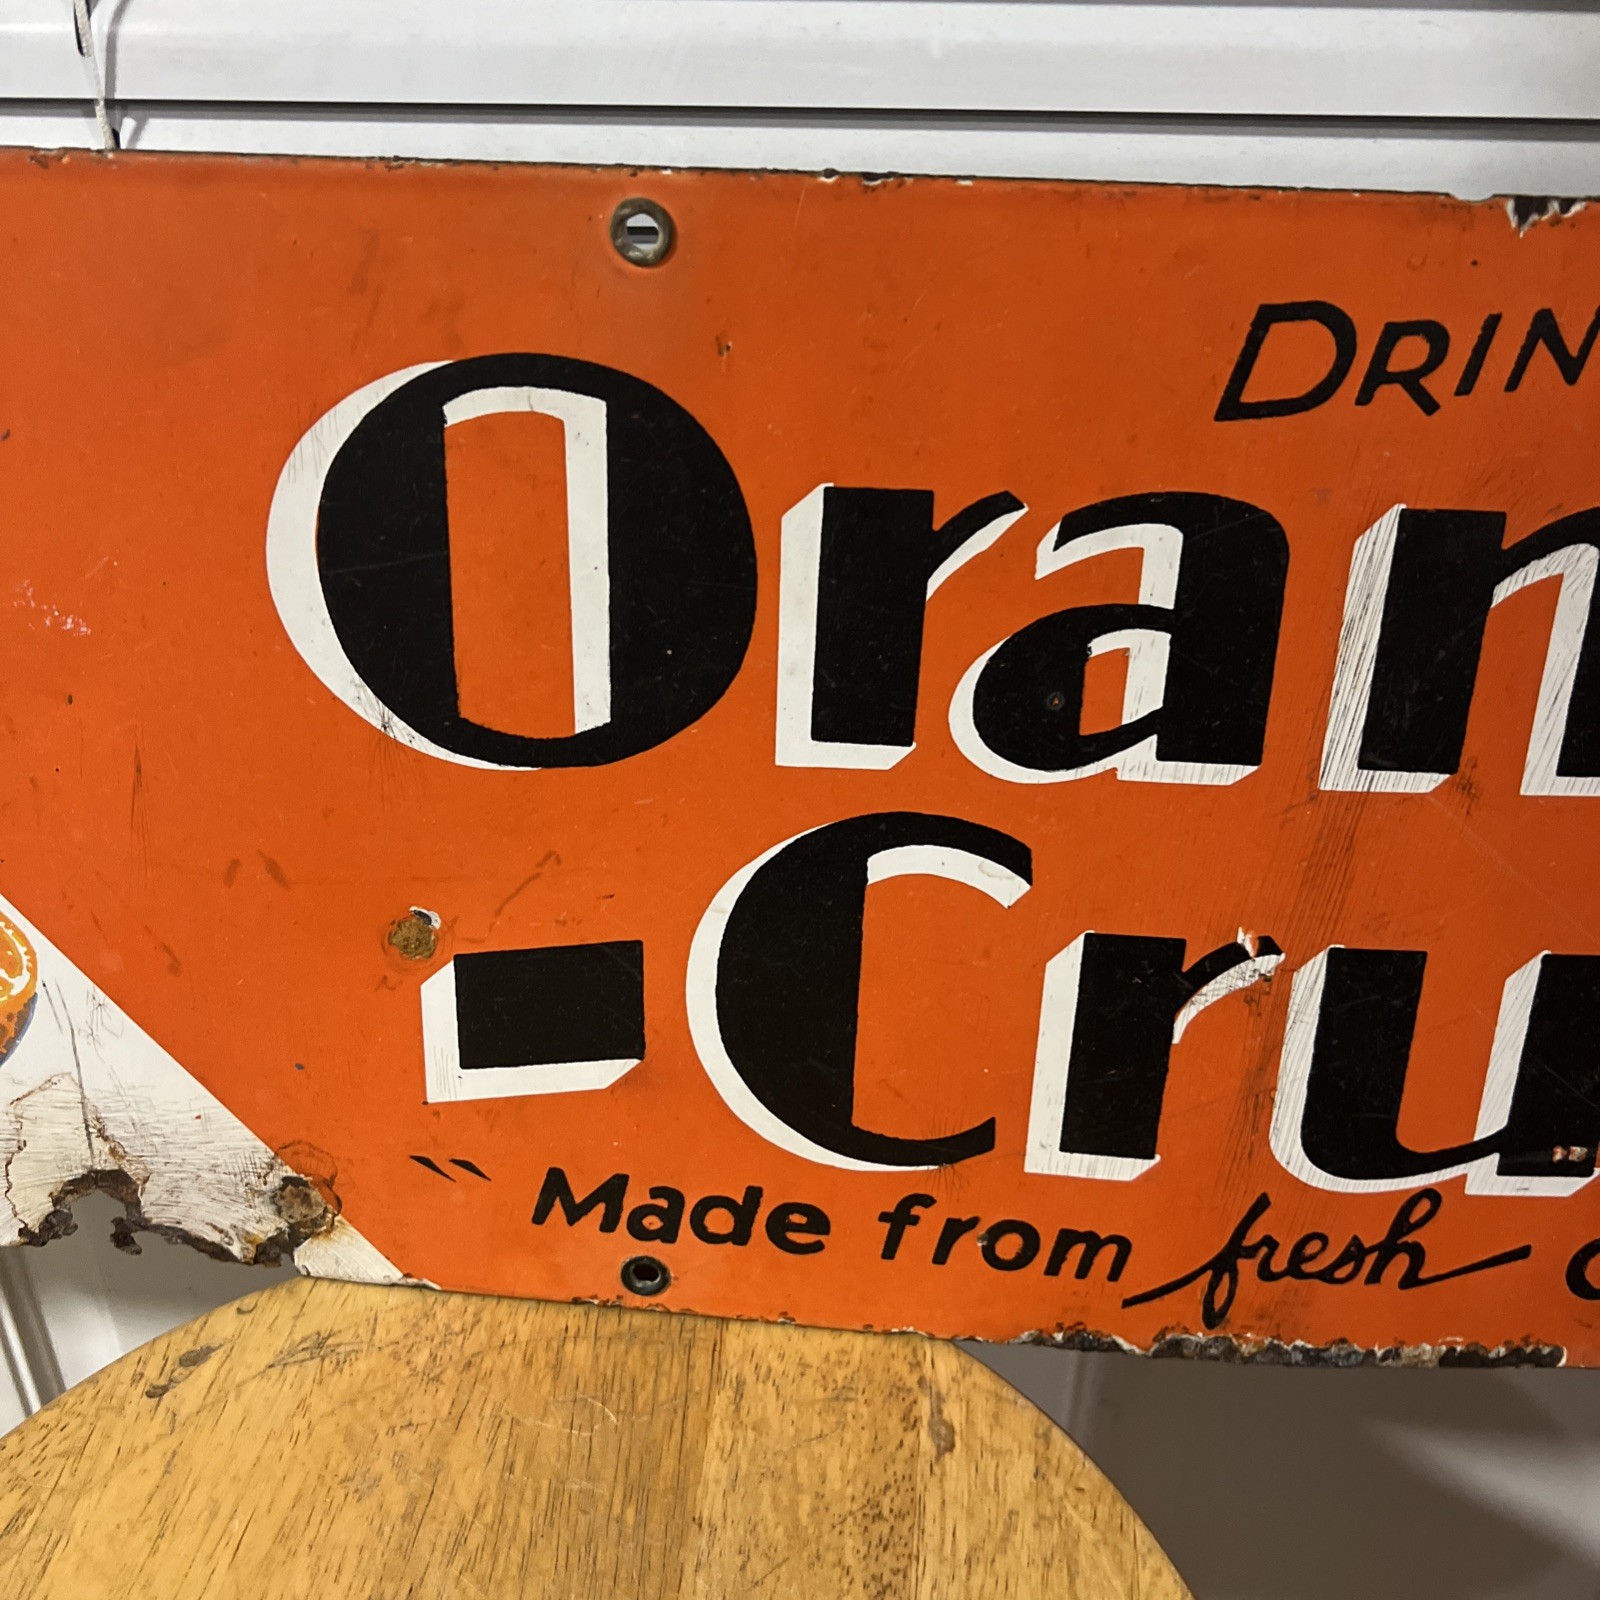 DRIN
Oran
-Cru
"Made from fresh